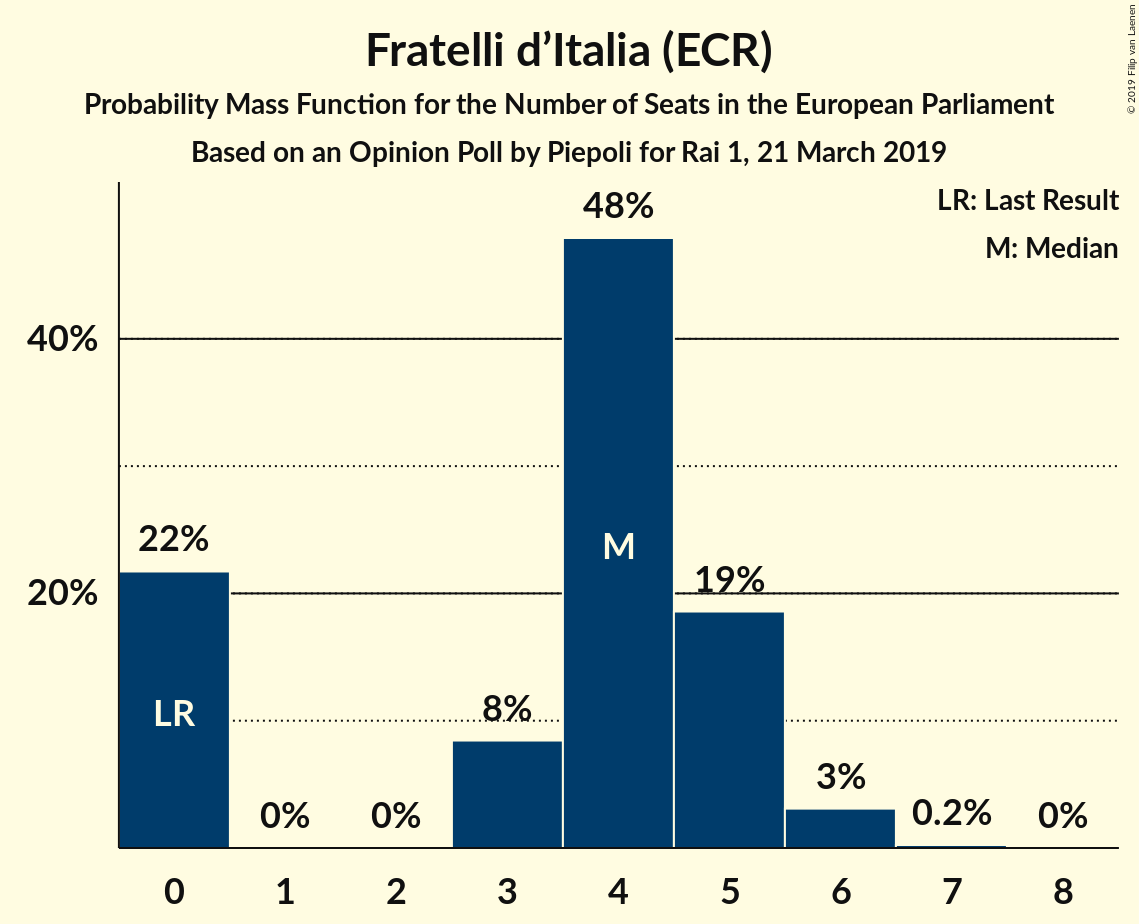 Fratelli d’Italia (ECR)
Probability Mass Function for the Number of Seats in the European Parliament
Based on an Opinion Poll by Piepoli for Rai 1, 21 March 2019
© 2019 Filip van Laenen
LR: Last Result
M: Median
48%
40%
22%
M
19%
20%
LR
8%
3%
0% 0% 0.2% 0%
0 1 2 3 4 5 6 7 8